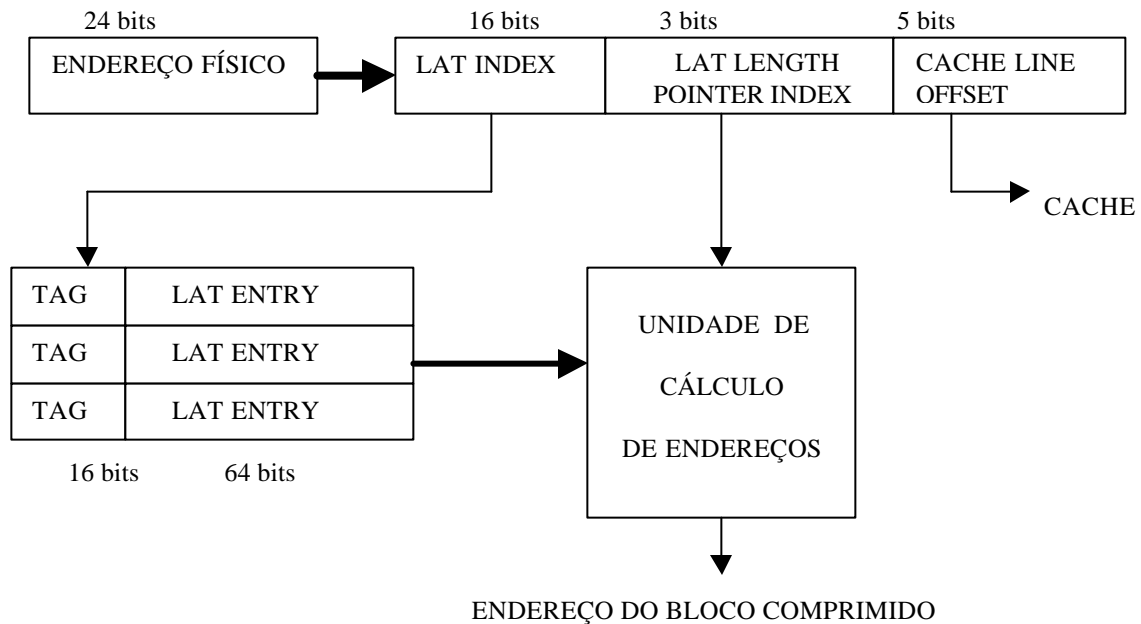 24 bits
16 bits
3 bits
5 bits
ENDEREÇO FÍSICO
LAT INDEX
LAT LENGTH
POINTER INDEX
CACHE LINE
OFFSET
CACHE
TAG
LAT ENTRY
TAG
LAT ENTRY
TAG
LAT ENTRY
16 bits
64 bits
UNIDADE DE
CÁLCULO
DE ENDEREÇOS
ENDEREÇO DO BLOCO COMPRIMIDO